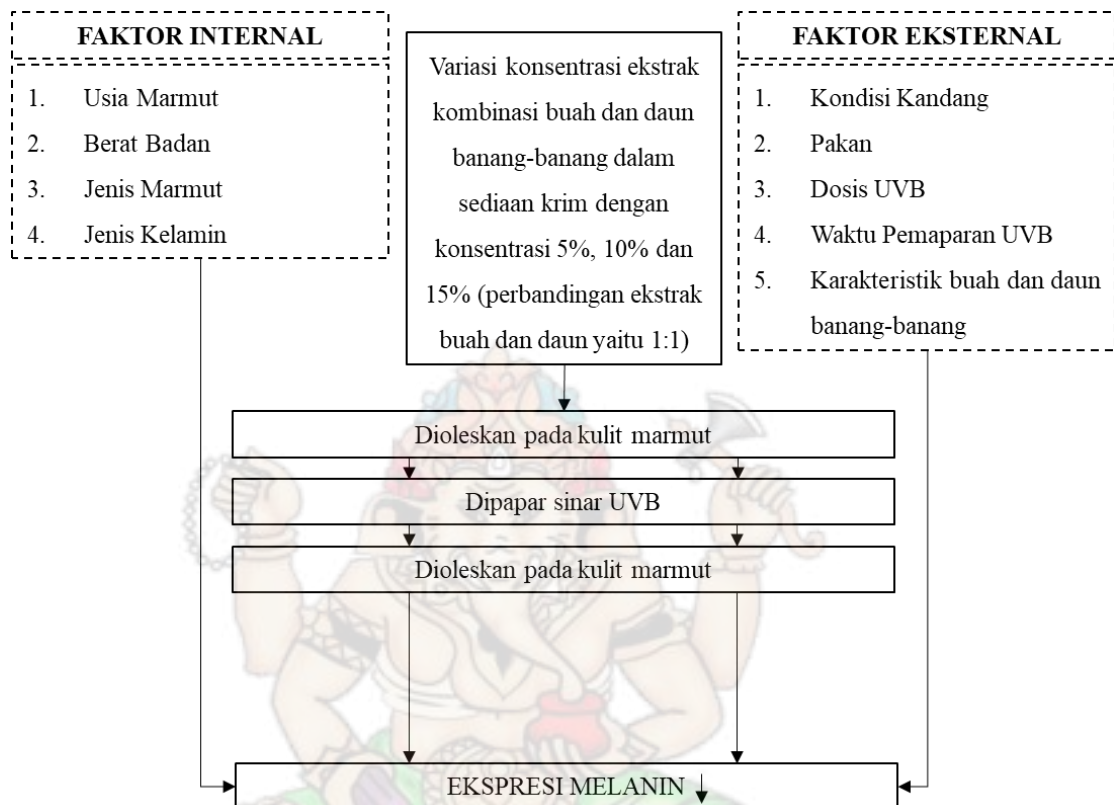 FAKTOR INTERNAL
1. Usia Marmut
2. Berat Badan
3. Jenis Marmut
4. Jenis Kelamin
Variasi konsentrasi ekstrak
kombinasi buah dan daun
banang-banang dalam
sediaan krim dengan
konsentrasi 5%, 10% dan
15% (perbandingan ekstrak
buah dan daun yaitu 1:1)
FAKTOR EKSTERNAL
1. Kondisi Kandang
2. Pakan
3. Dosis UVB
4. Waktu Pemaparan UVB
5. Karakteristik buah dan daun
banang-banang
Dioleskan pada kulit marmut
Dipapar sinar UVB
Dioleskan pada kulit marmut
EKSPRESI MELANIN ↓